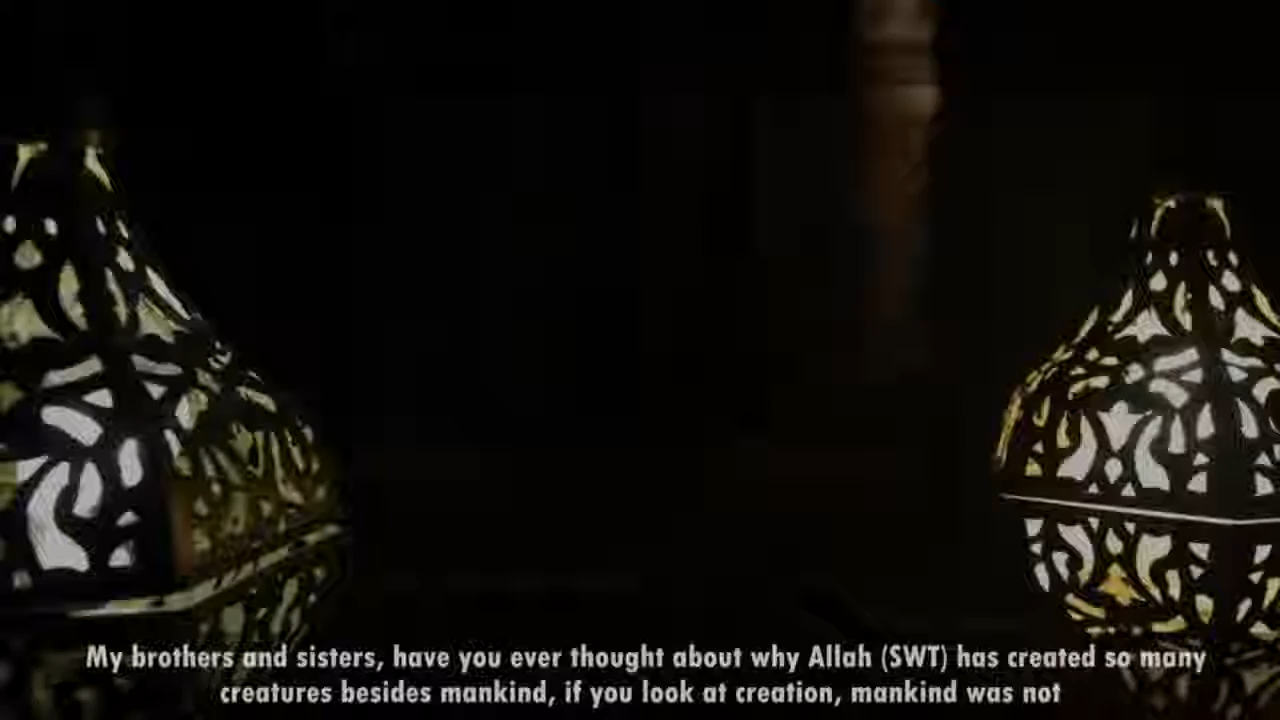 My brothers and sisters, have you ever thought about why Allah (SWT) has created so many
creatures besides mankind, if you look at creation, mankind was not